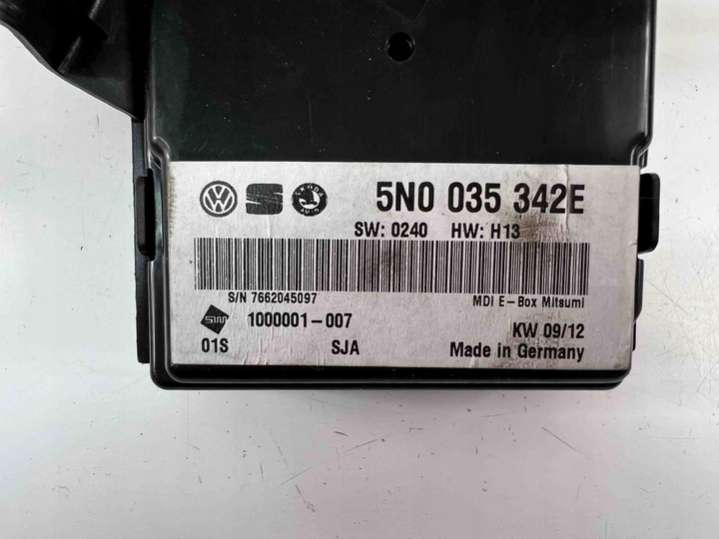 5N0 035 342E
SW: 0240 HW: H13
S/N 7662045097 MDI E-Box Mitsumi
1000001-007 KW 09/12
01S SJA Made in Germany